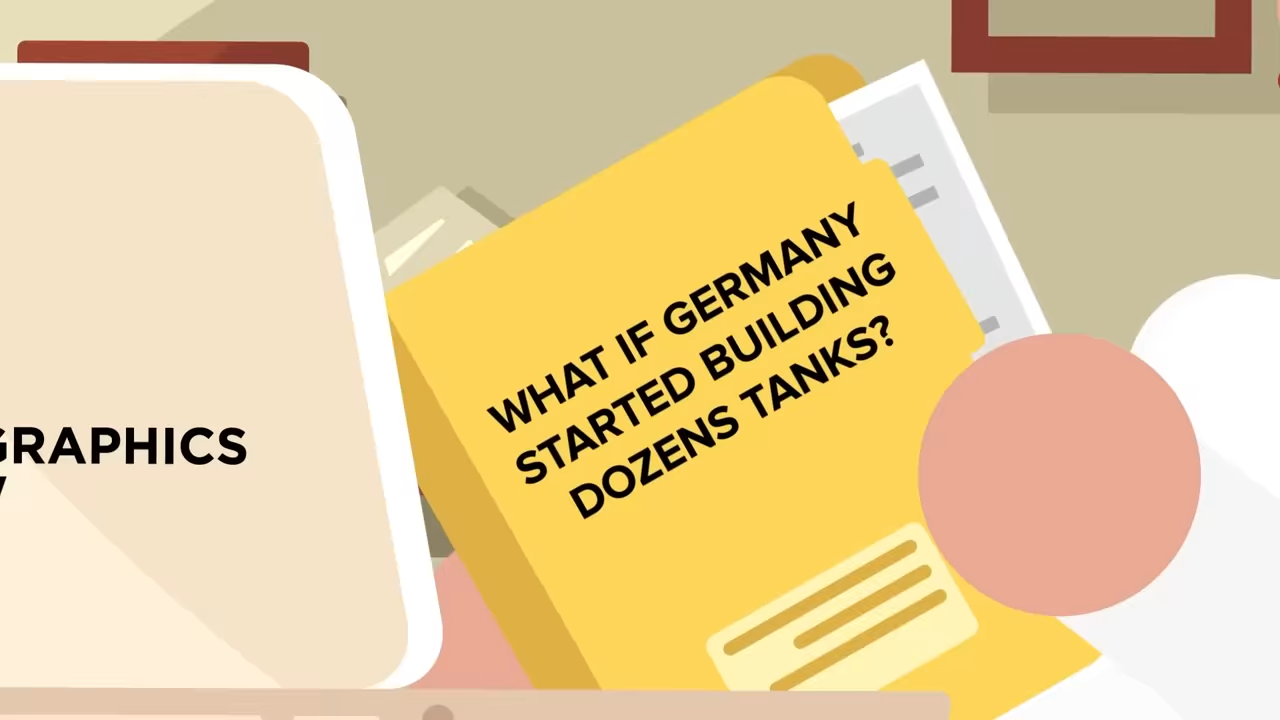 GRAPHICS
WHAT IF GERMANY
STARTED BUILDING
DOZENS TANKS?